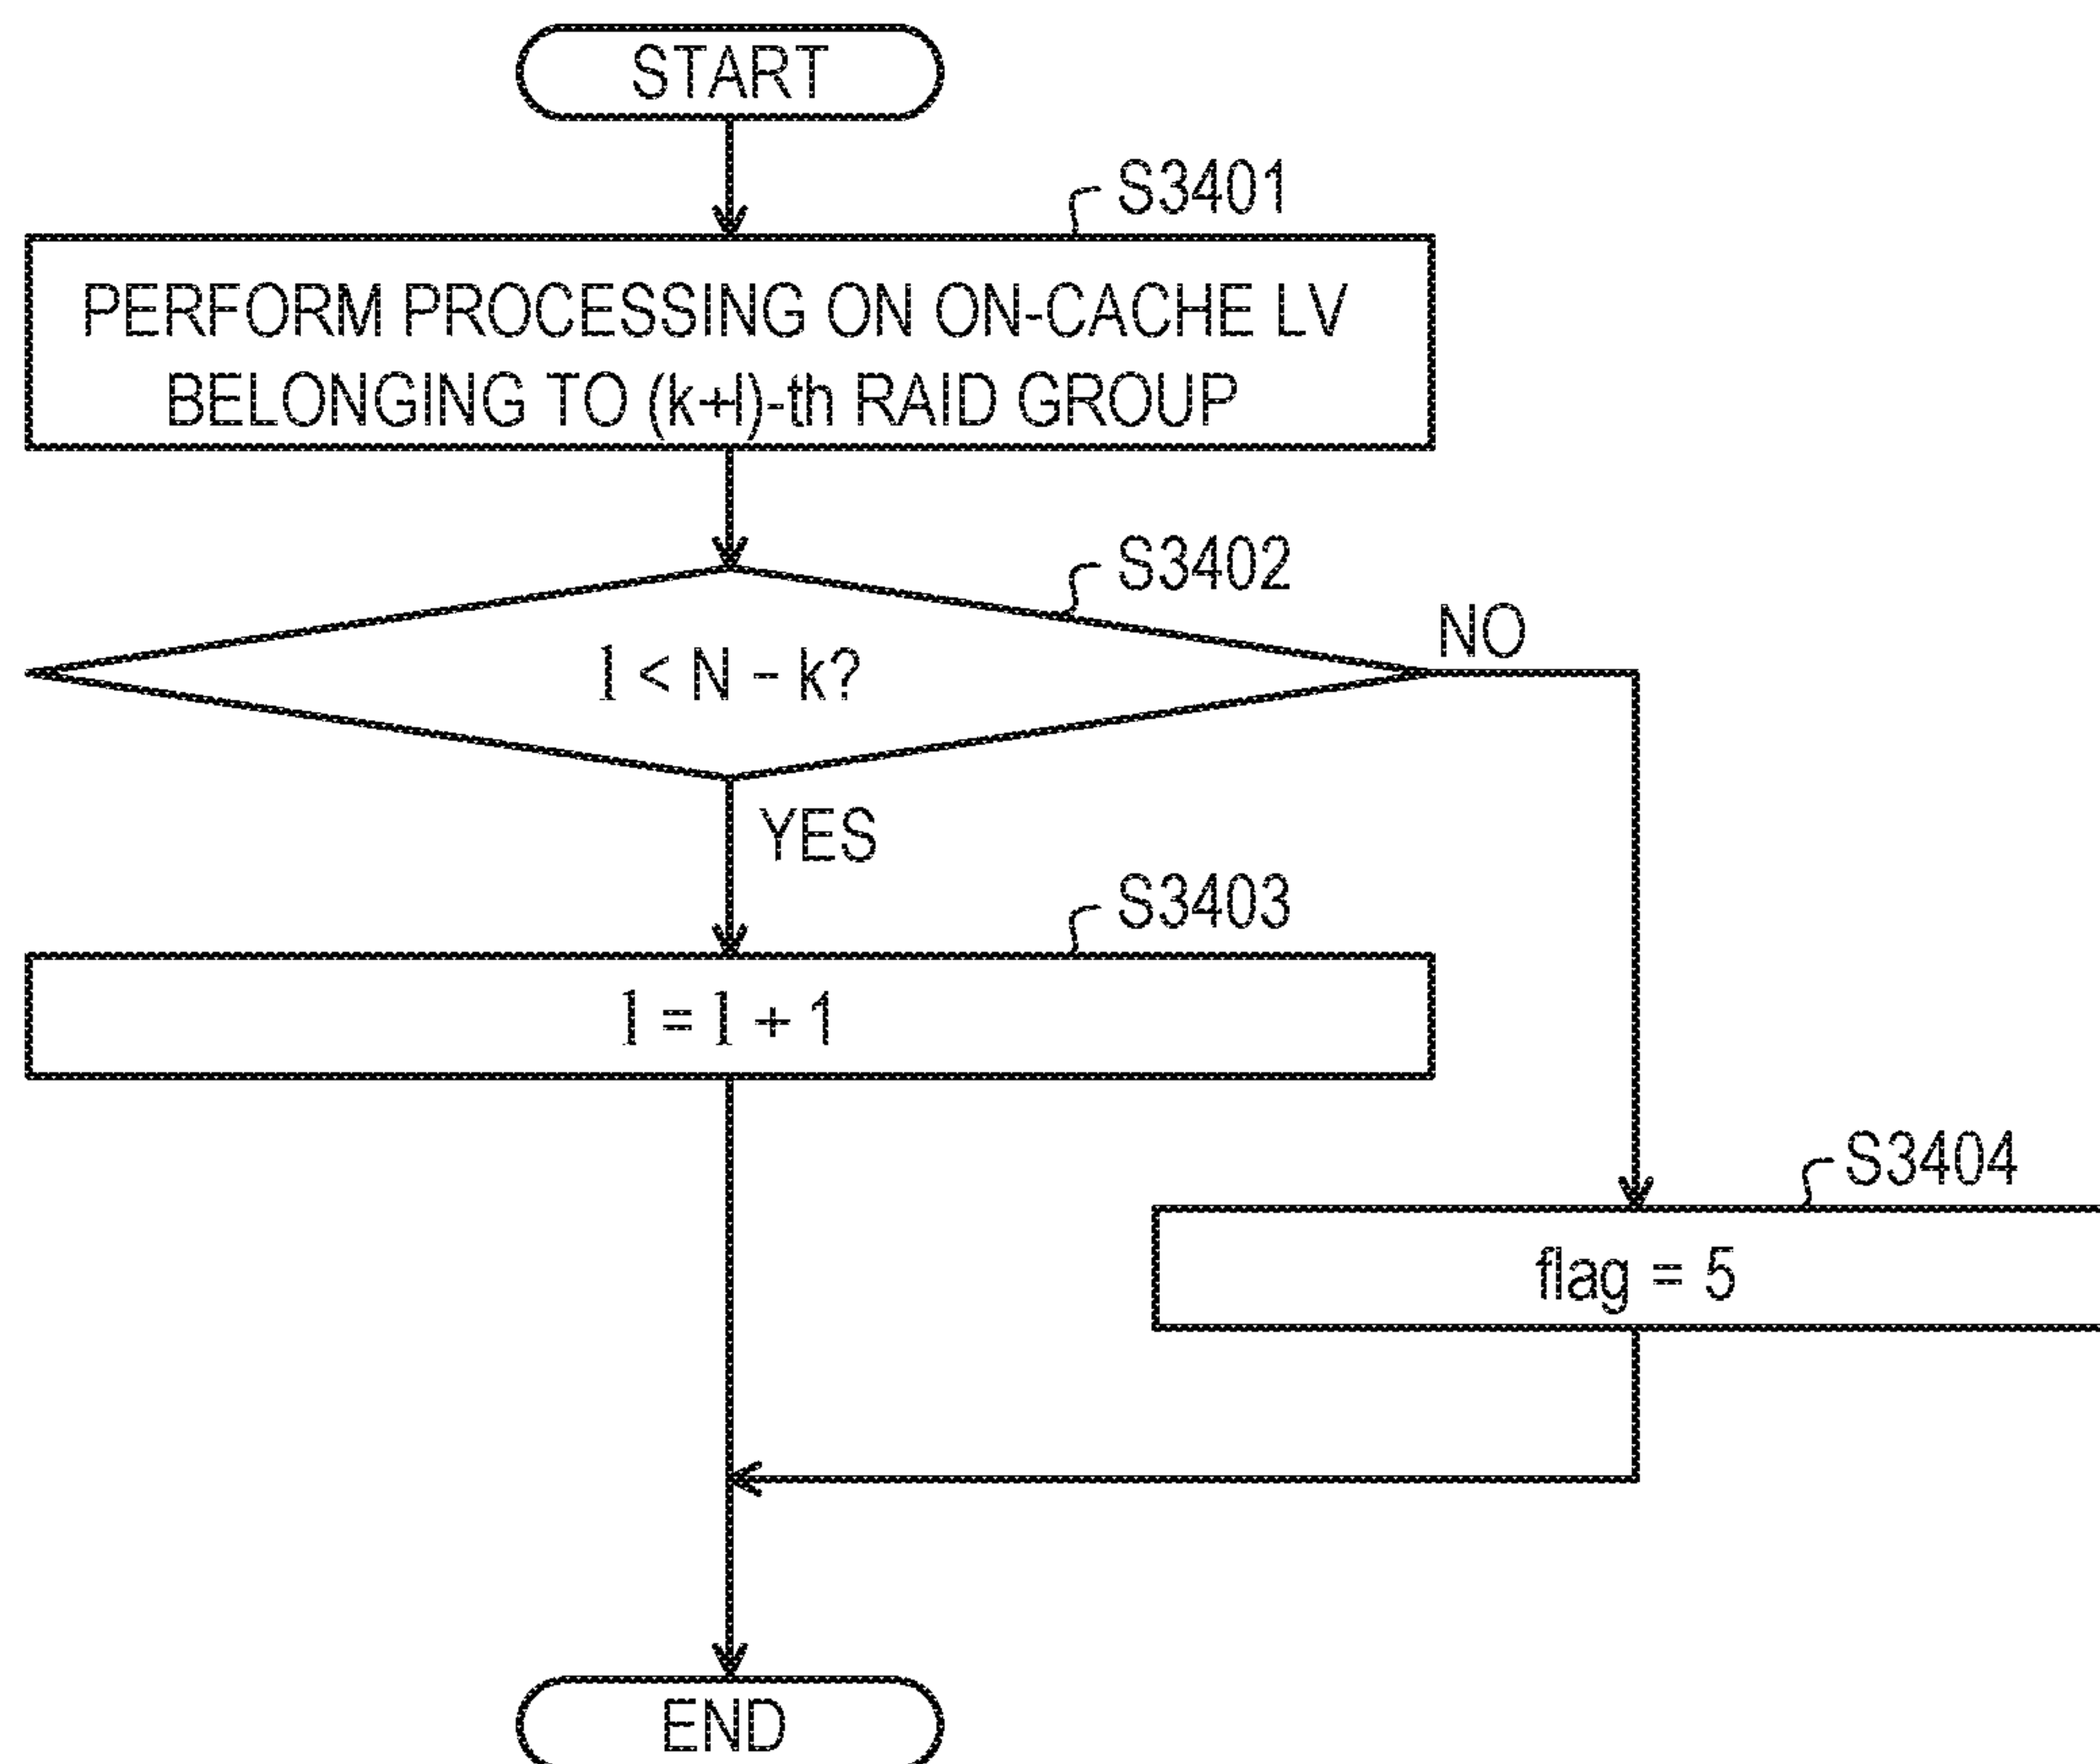 START
S3401
PERFORM PROCESSING ON ON-CACHE LV
BELONGING TO (k+l)-th RAID GROUP
S3402
l < N - k?
NO
YES
S3403
l = l + 1
S3404
flag = 5
END